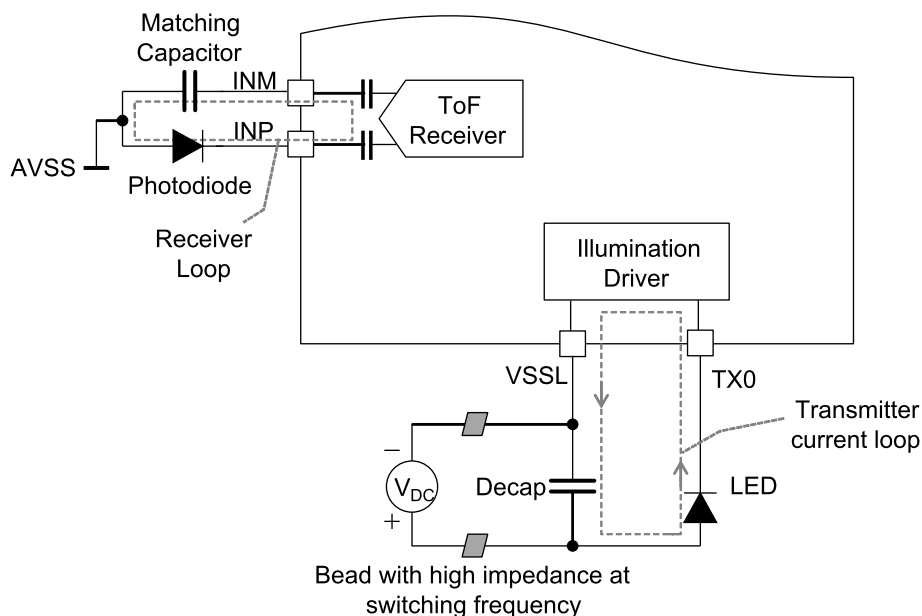 Matching
Capacitor
INM
ToF
Receiver
INP
AVSS
Photodiode
Receiver
Loop
Illumination
Driver
VSSL
TX0
Transmitter
current loop
−
VDC
+
Decap
LED
Bead with high impedance at
switching frequency